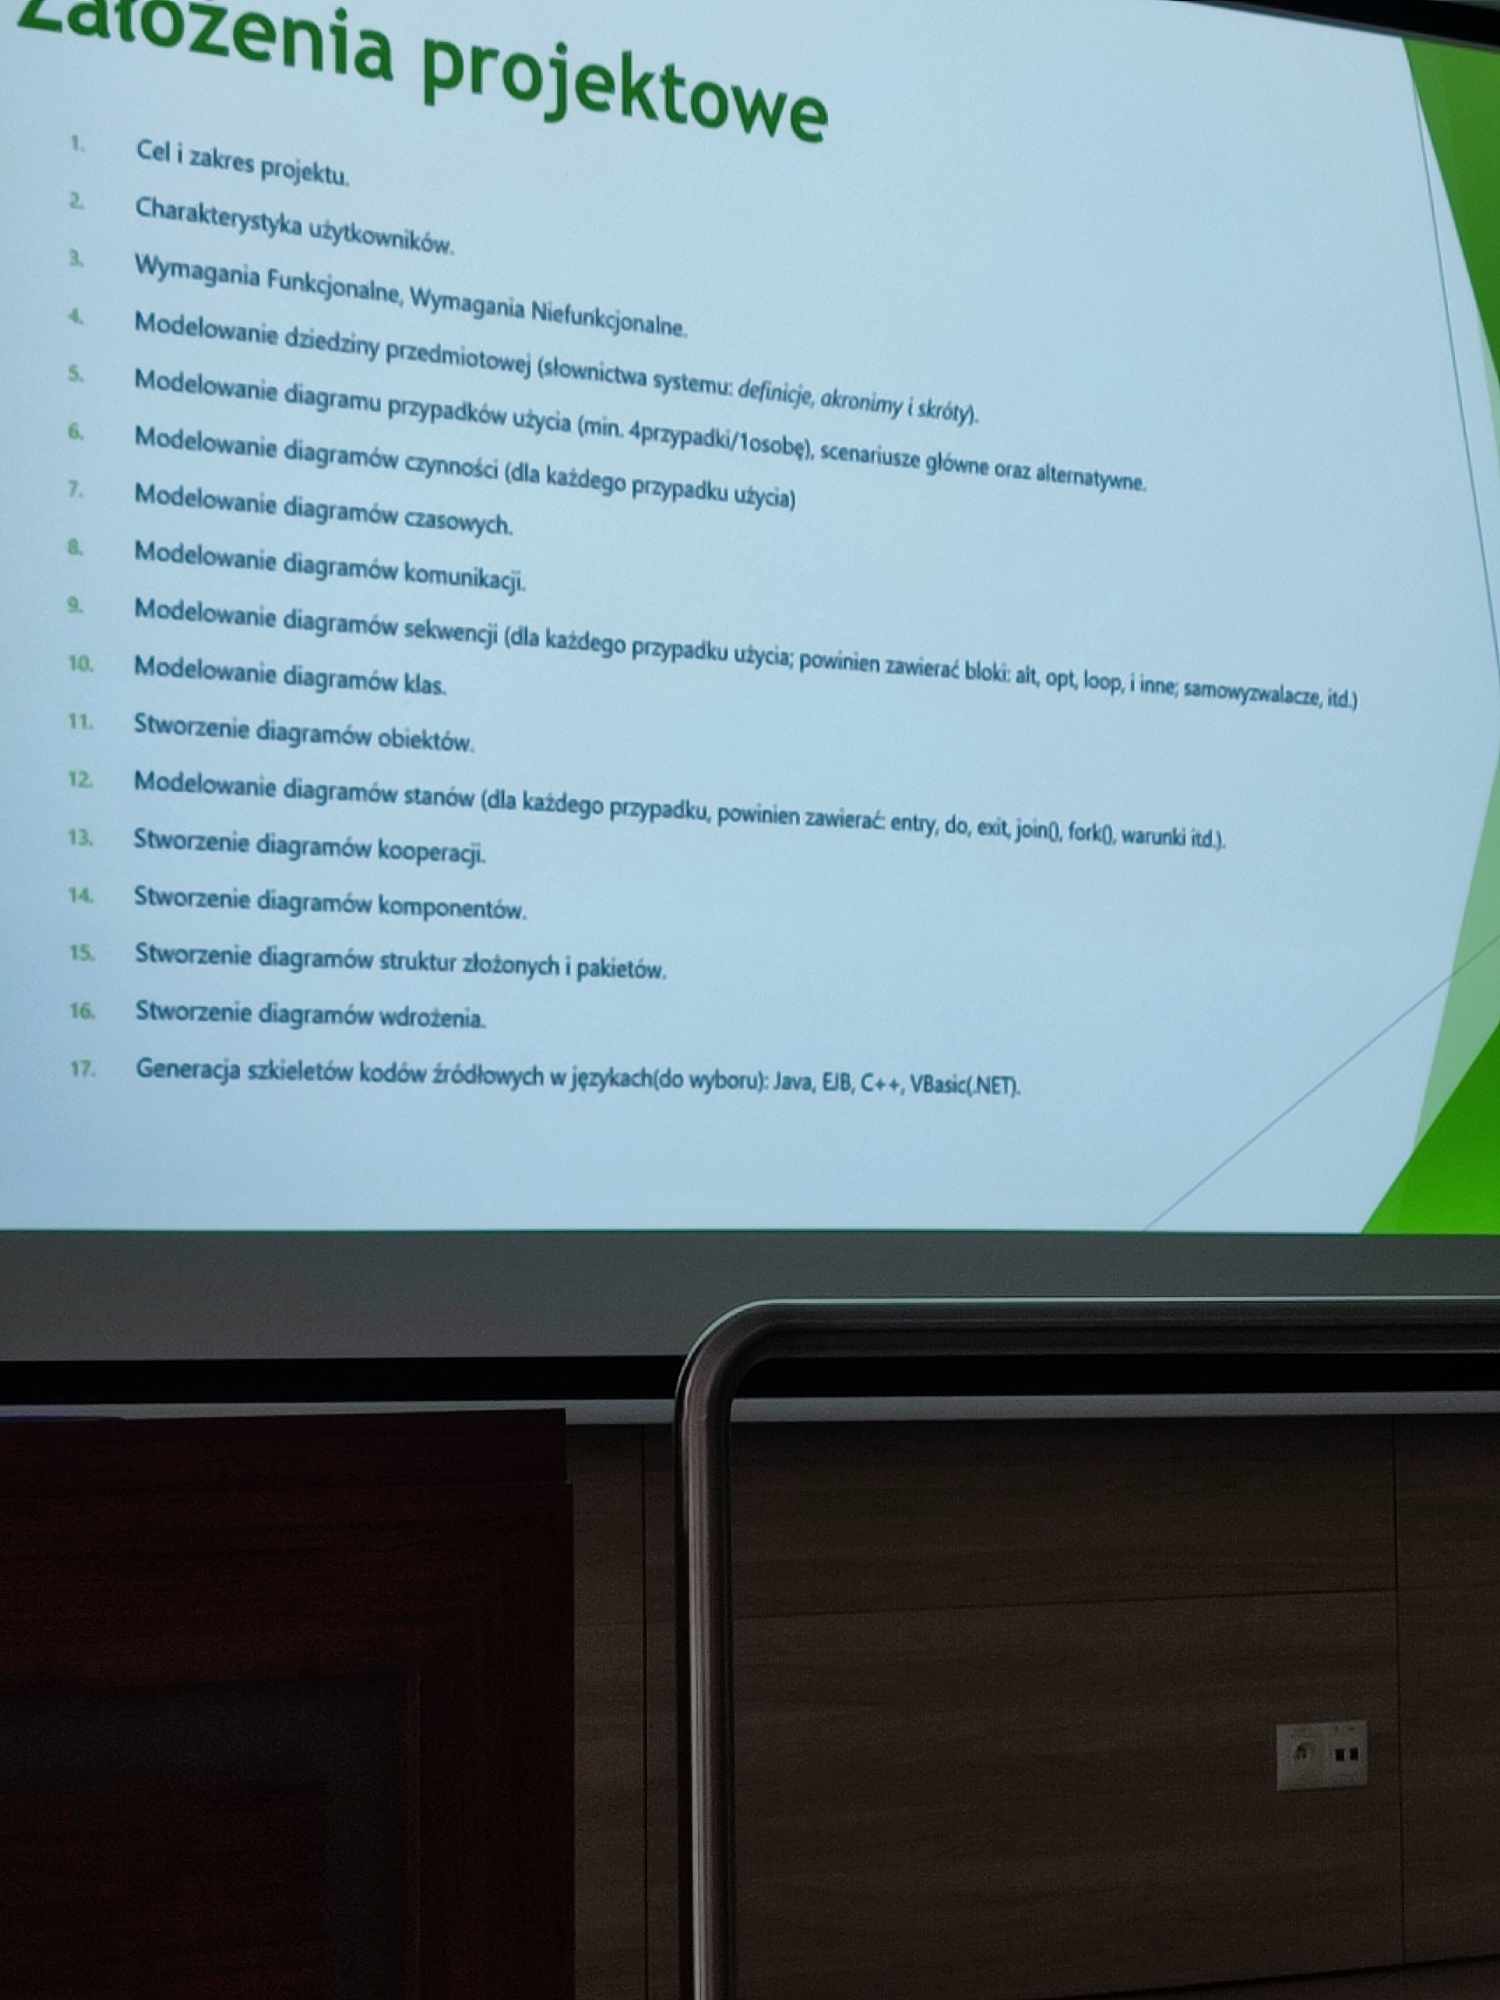 Założenia projektowe
1. Cel i zakres projektu.
2. Charakterystyka użytkowników.
3. Wymagania Funkcjonalne, Wymagania Niefunkcjonalne.
4. Modelowanie dziedziny przedmiotowej (słownictwa systemu: definicje, akronimy i skróty).
5. Modelowanie diagramu przypadków użycia (min. 4przypadki/1osobę), scenariusze główne oraz alternatywne.
6. Modelowanie diagramów czynności (dla każdego przypadku użycia)
7. Modelowanie diagramów czasowych.
8. Modelowanie diagramów komunikacji.
9. Modelowanie diagramów sekwencji (dla każdego przypadku użycia; powinien zawierać bloki: alt, opt, loop, i inne; samowyzwalacze, itd.)
10. Modelowanie diagramów klas.
11. Stworzenie diagramów obiektów.
12. Modelowanie diagramów stanów (dla każdego przypadku, powinien zawierać: entry, do, exit, join(), fork(), warunki itd.).
13. Stworzenie diagramów kooperacji.
14. Stworzenie diagramów komponentów.
15. Stworzenie diagramów struktur złożonych i pakietów.
16. Stworzenie diagramów wdrożenia.
17. Generacja szkieletów kodów źródłowych w językach(do wyboru): Java, EJB, C++, VBasic(.NET).